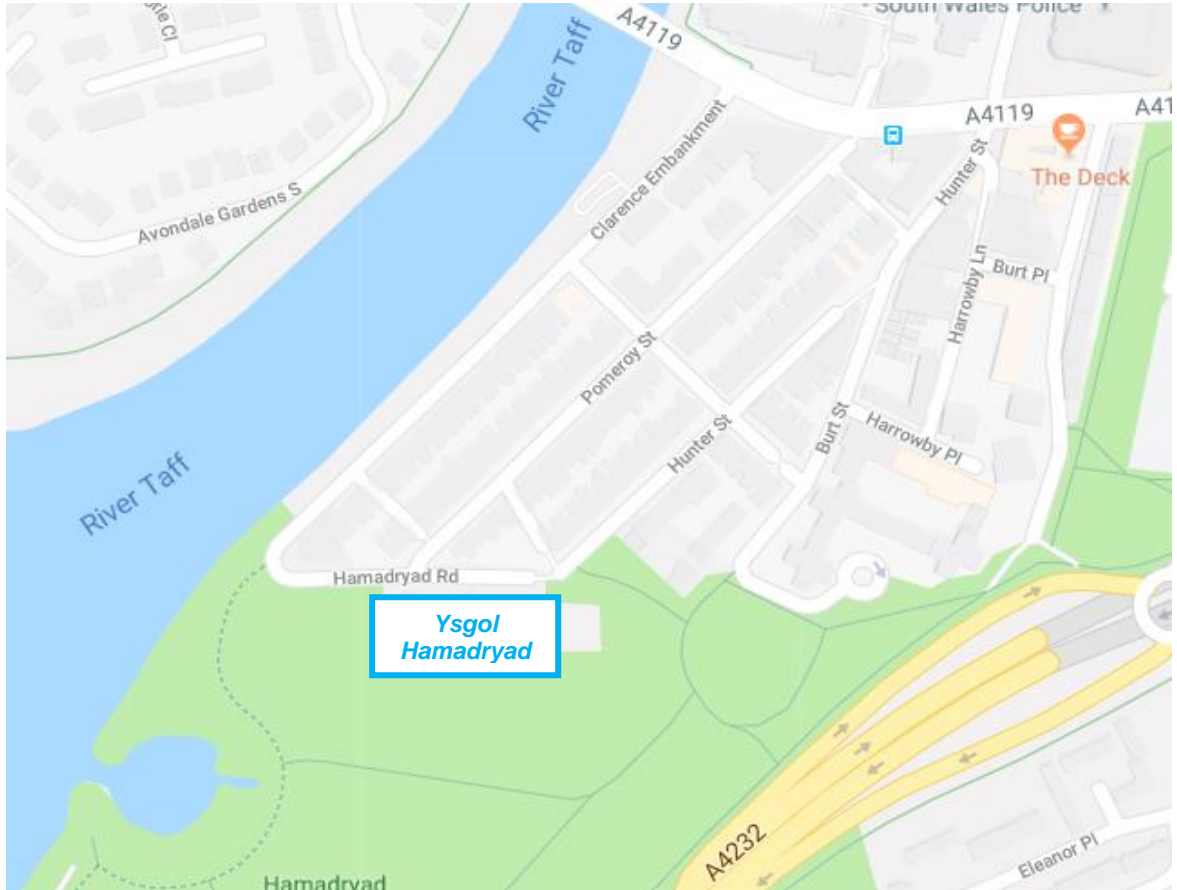 A4119
South Wales Police
River Taff
A4119
The Deck
Clarence Embankment
Hunter St
Avondale Gardens S
Harrowby Ln
Burt Pl
Pomeroy St
Hunter St
Burt St
Harrowby Pl
River Taff
Hamadryad Rd
Ysgol
Hamadryad
A4232
Eleanor Pl
Hamadryad